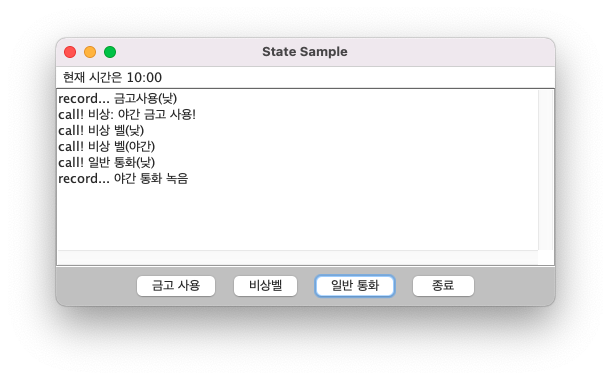 State Sample
현재 시간은 10:00
record... 금고사용(낮)
call! 비상: 야간 금고 사용!
call! 비상 벨(낮)
call! 비상 벨(야간)
call! 일반 통화(낮)
record... 야간 통화 녹음
금고 사용 비상벨 일반 통화 종료